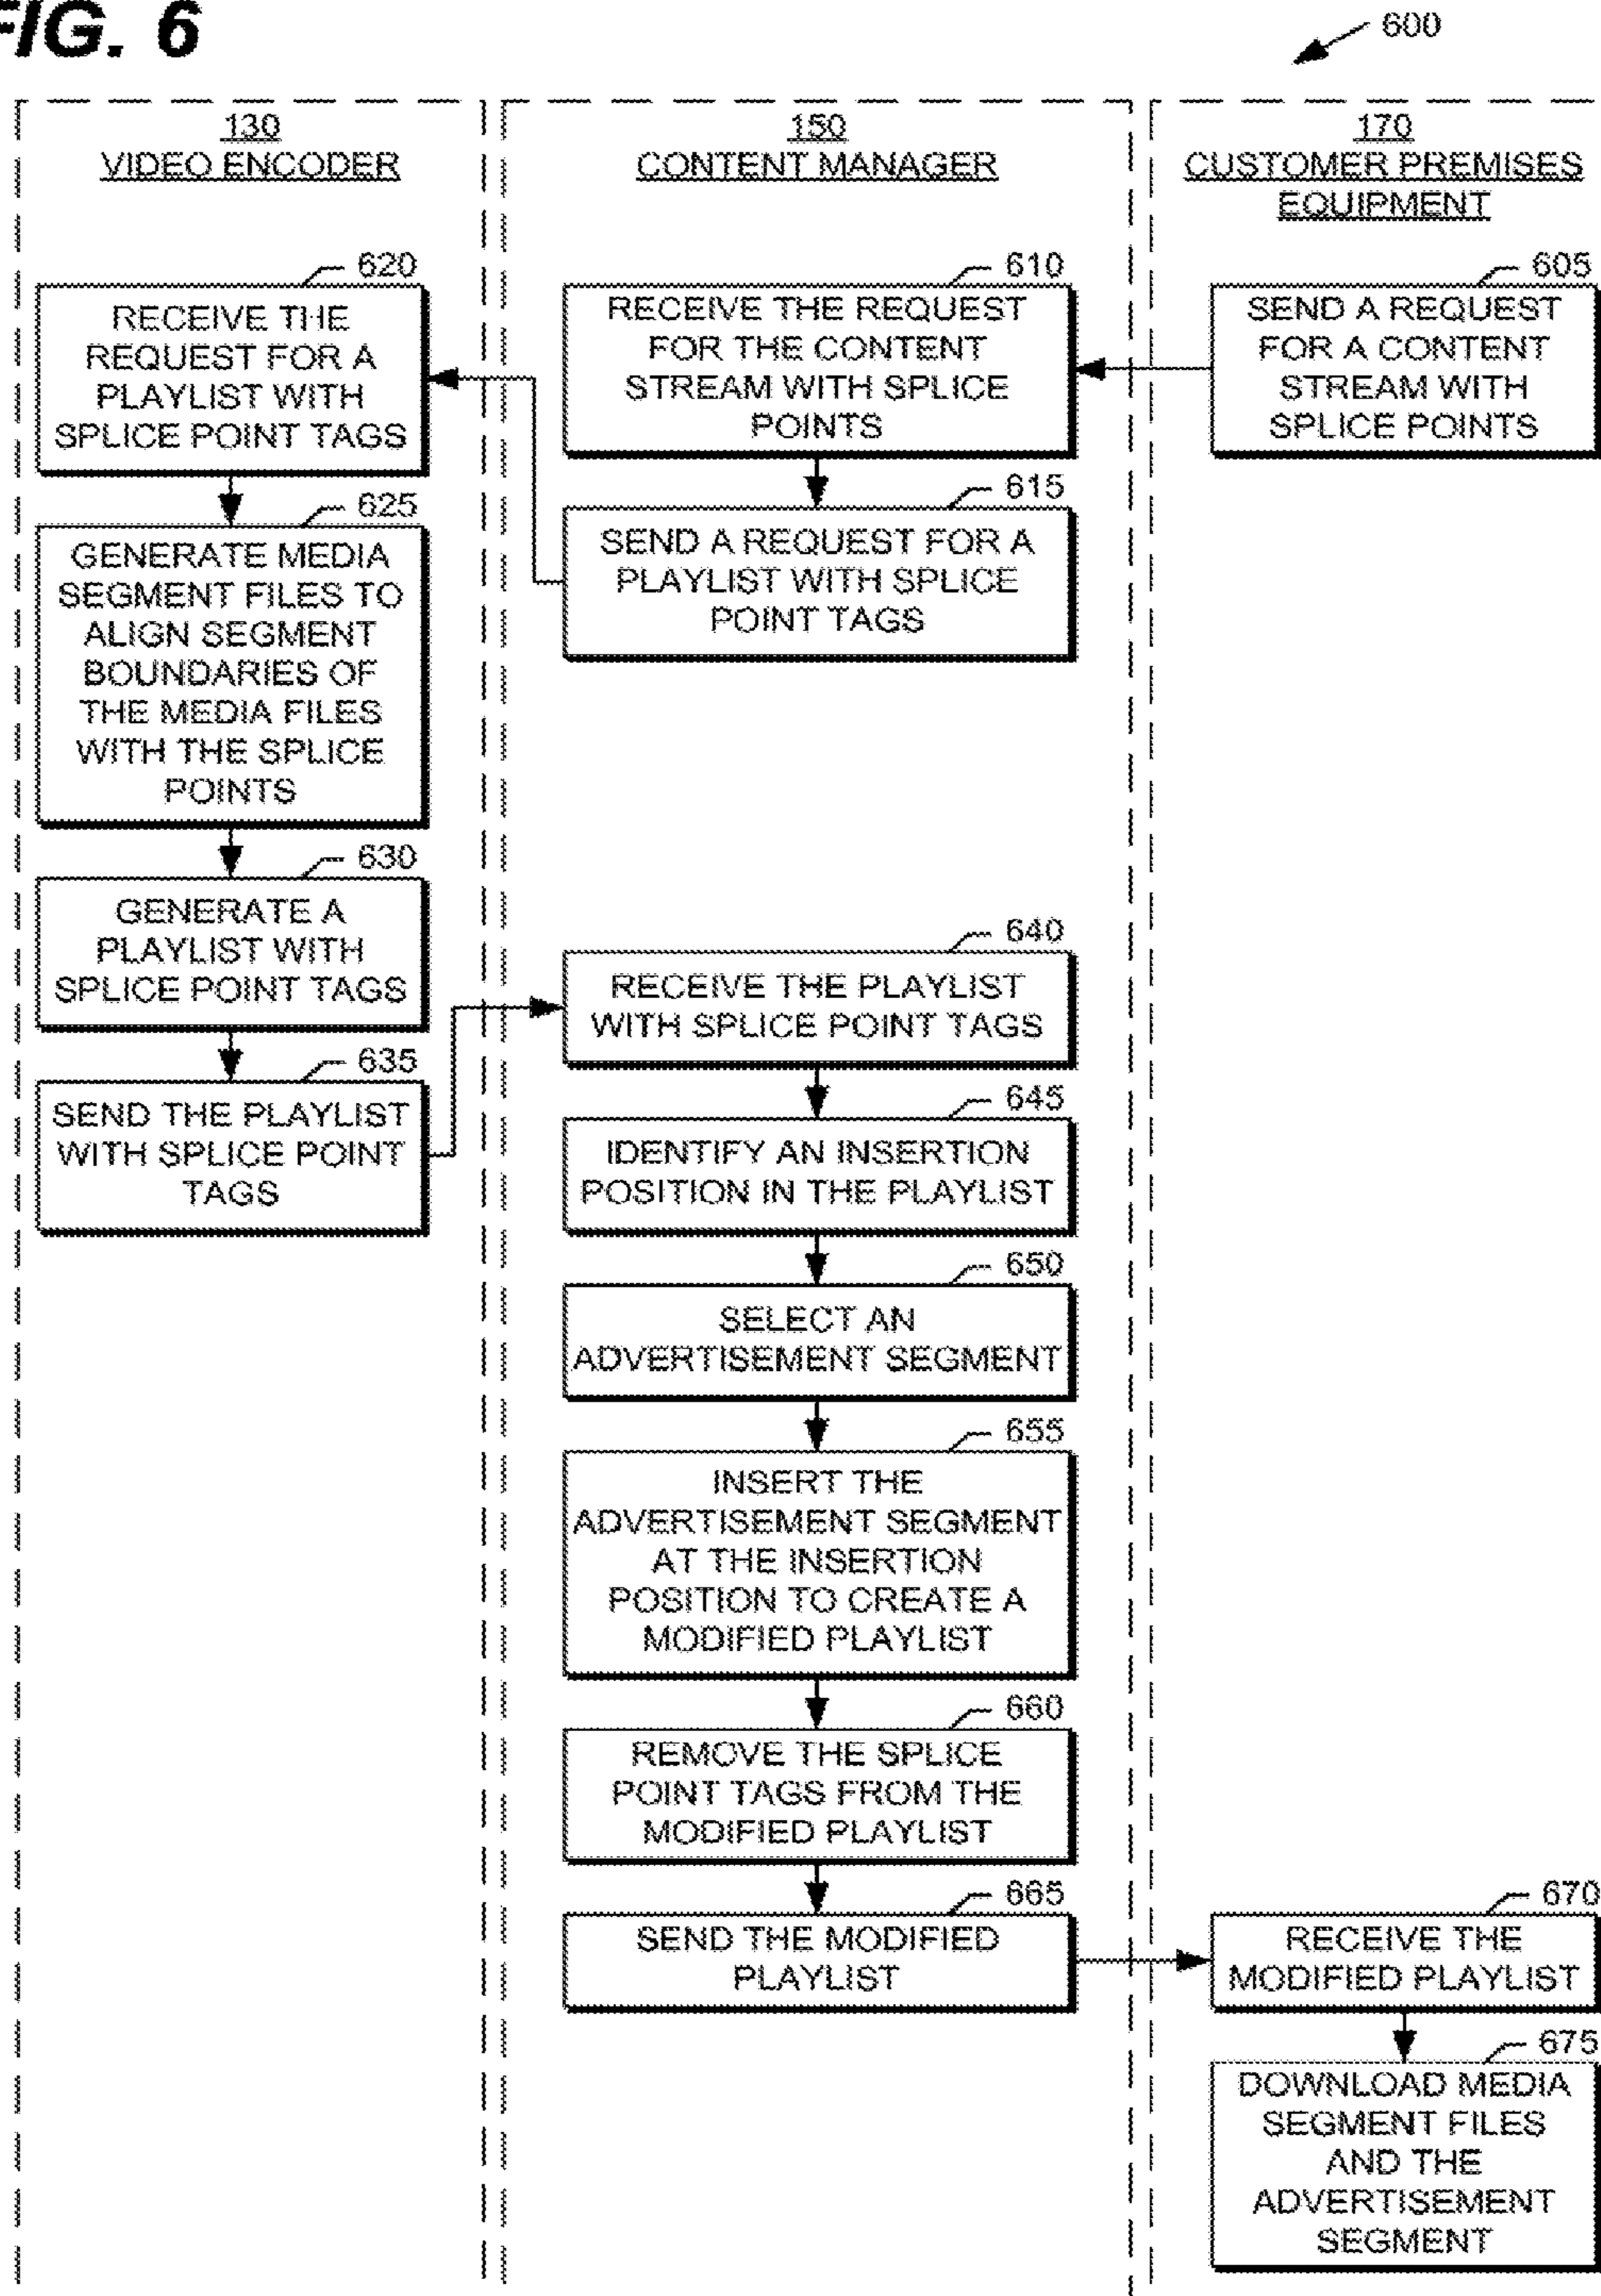 FIG. 6
600
130
VIDEO ENCODER
150
CONTENT MANAGER
170
CUSTOMER PREMISES
EQUIPMENT
620
RECEIVE THE
REQUEST FOR A
PLAYLIST WITH
SPLICE POINT TAGS
610
RECEIVE THE REQUEST
FOR THE CONTENT
STREAM WITH SPLICE
POINTS
605
SEND A REQUEST
FOR A CONTENT
STREAM WITH
SPLICE POINTS
615
SEND A REQUEST FOR A
PLAYLIST WITH SPLICE
POINT TAGS
625
GENERATE MEDIA
SEGMENT FILES TO
ALIGN SEGMENT
BOUNDARIES OF
THE MEDIA FILES
WITH THE SPLICE
POINTS
630
GENERATE A
PLAYLIST WITH
SPLICE POINT TAGS
635
SEND THE PLAYLIST
WITH SPLICE POINT
TAGS
640
RECEIVE THE PLAYLIST
WITH SPLICE POINT TAGS
645
IDENTIFY AN INSERTION
POSITION IN THE PLAYLIST
650
SELECT AN
ADVERTISEMENT SEGMENT
655
INSERT THE
ADVERTISEMENT SEGMENT
AT THE INSERTION
POSITION TO CREATE A
MODIFIED PLAYLIST
660
REMOVE THE SPLICE
POINT TAGS FROM THE
MODIFIED PLAYLIST
665
SEND THE MODIFIED
PLAYLIST
670
RECEIVE THE
MODIFIED PLAYLIST
675
DOWNLOAD MEDIA
SEGMENT FILES
AND THE
ADVERTISEMENT
SEGMENT